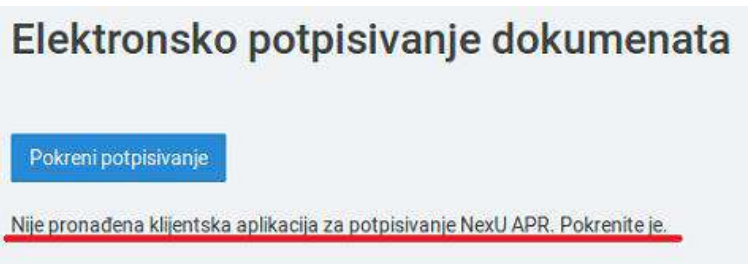 Elektronsko potpisivanje dokumenata
Pokreni potpisivanje
Nije pronađena klijentska aplikacija za potpisivanje NexU APR. Pokrenite je.